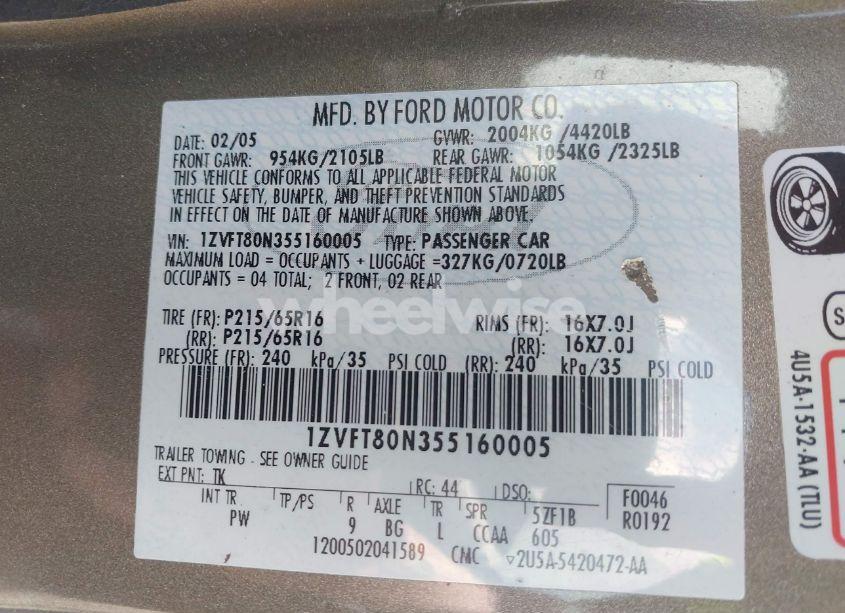 MFD. BY FORD MOTOR CO.
DATE: 02/05 GVWR: 2004KG /4420LB
FRONT GAWR: 954KG/2105LB REAR GAWR: 1054KG /2325LB
THIS VEHICLE CONFORMS TO ALL APPLICABLE FEDERAL MOTOR
VEHICLE SAFETY, BUMPER, AND THEFT PREVENTION STANDARDS
IN EFFECT ON THE DATE OF MANUFACTURE SHOWN ABOVE.
VIN: 1ZVFT80N355160005 TYPE: PASSENGER CAR
MAXIMUM LOAD = OCCUPANTS + LUGGAGE =327KG/0720LB
OCCUPANTS = 04 TOTAL; 2 FRONT, 02 REAR
wheelwise
TIRE (FR): P215/65R16 RIMS (FR): 16X7.0J
(RR): P215/65R16 (RR): 16X7.0J
PRESSURE (FR): 240 kPa/35 PSI COLD (RR): 240 kPa/35 PSI COLD
1ZVFT80N355160005
TRAILER TOWING - SEE OWNER GUIDE
EXT PNT: TK RC: 44 DSO: F0046
INT TR TP/PS R AXLE TR SPR 5ZF1B R0192
PW 9 BG L CCAA 605
1200502041589 CMC 2U5A-5420472-AA
4U5A-1532-AA (TLU)